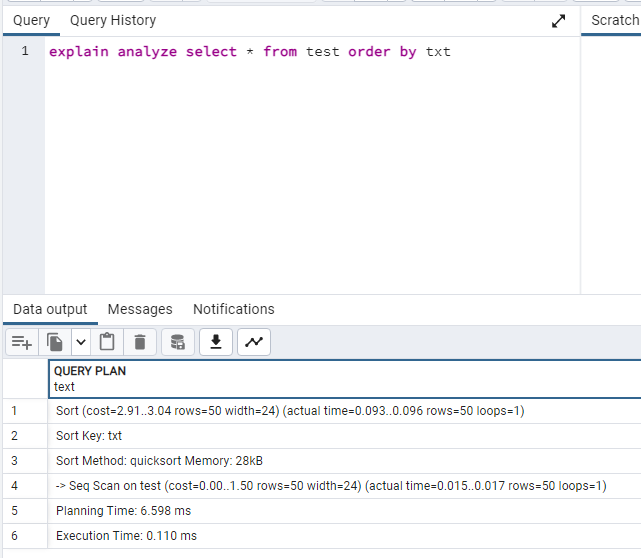 Query Query History Scratch
1 explain analyze select * from test order by txt
Data output Messages Notifications
QUERY PLAN
text
1 Sort (cost=2.91..3.04 rows=50 width=24) (actual time=0.093..0.096 rows=50 loops=1)
2 Sort Key: txt
3 Sort Method: quicksort Memory: 28kB
4 -> Seq Scan on test (cost=0.00..1.50 rows=50 width=24) (actual time=0.015..0.017 rows=50 loops=1)
5 Planning Time: 6.598 ms
6 Execution Time: 0.110 ms